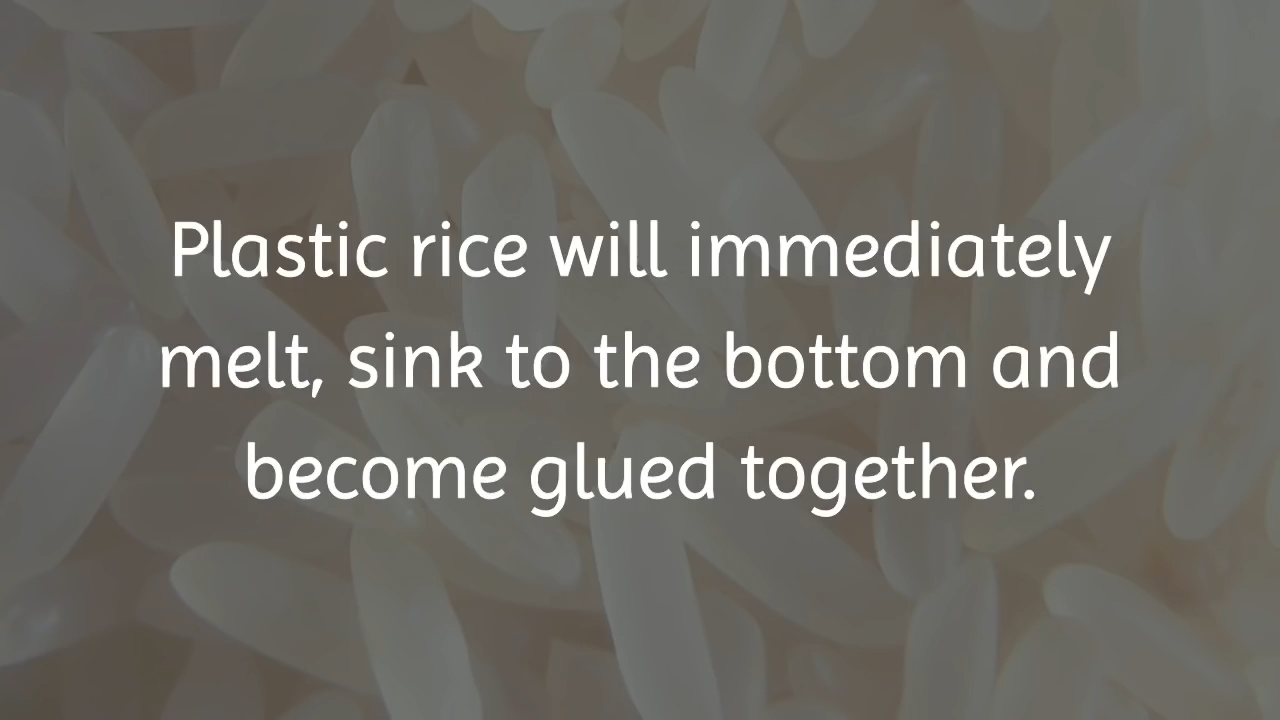 Plastic rice will immediately
melt, sink to the bottom and
become glued together.